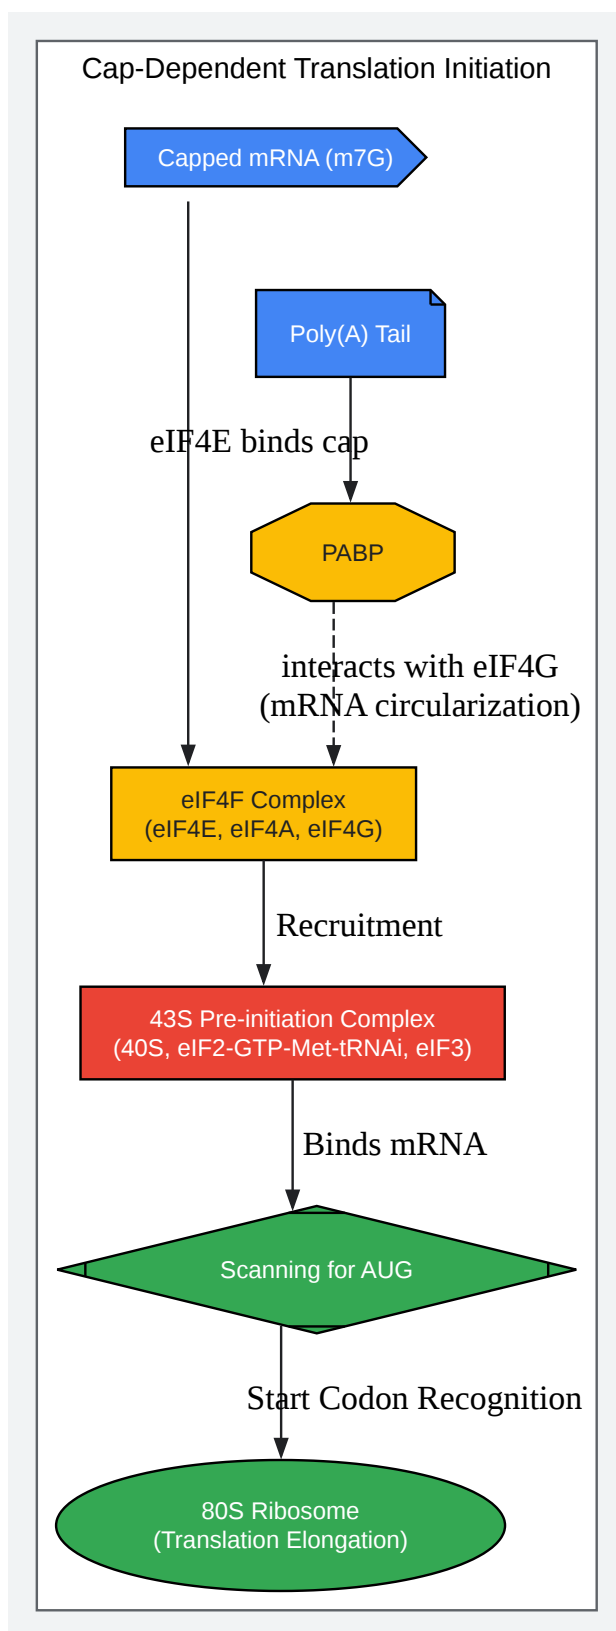 Cap-Dependent Translation Initiation
Capped mRNA (m7G)
Poly(A) Tail
eIF4E binds cap
PABP
interacts with eIF4G
(mRNA circularization)
eIF4F Complex
(eIF4E, eIF4A, eIF4G)
Recruitment
43S Pre-initiation Complex
(40S, eIF2-GTP-Met-tRNAi, eIF3)
Binds mRNA
Scanning for AUG
Start Codon Recognition
80S Ribosome
(Translation Elongation)